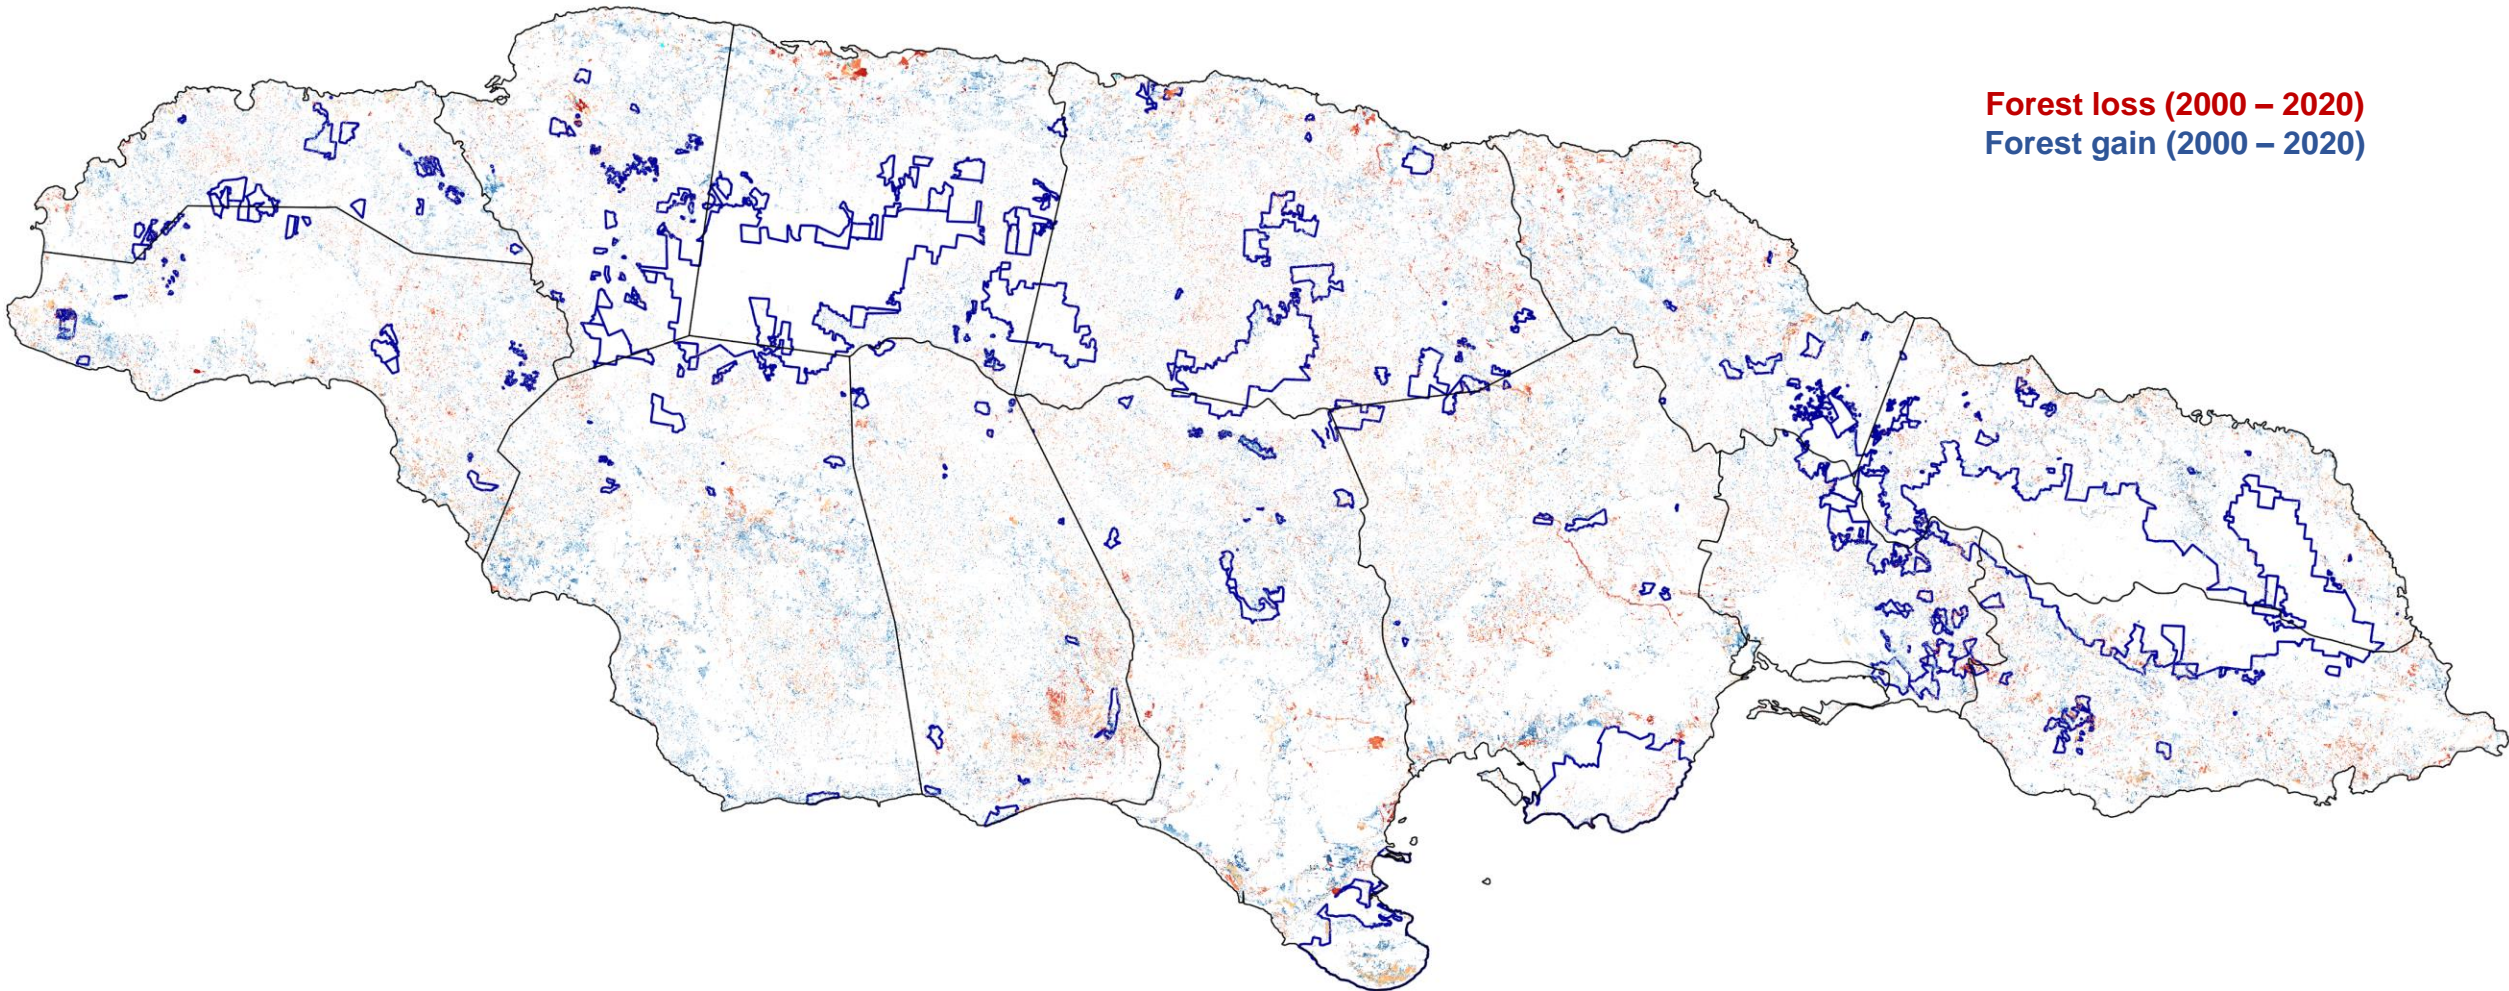 Forest loss (2000 – 2020)
Forest gain (2000 – 2020)